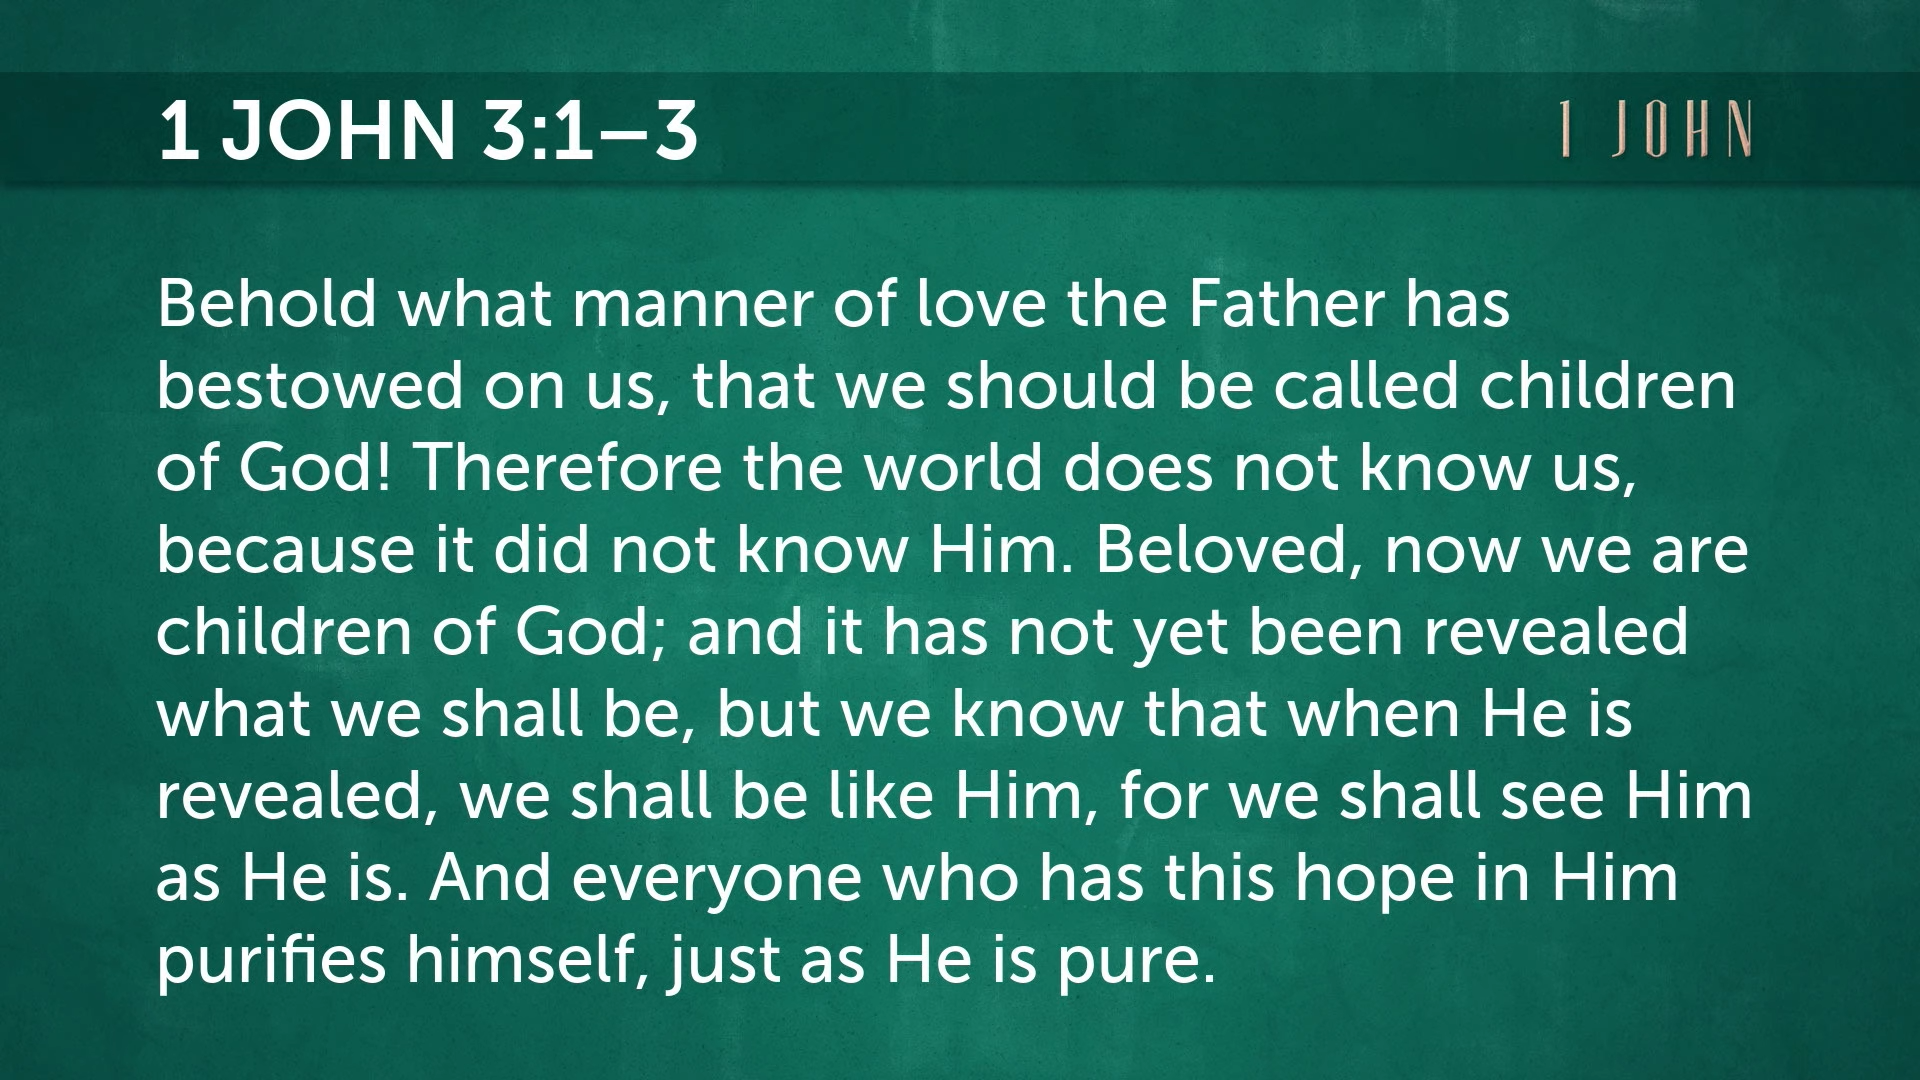 1 JOHN 3:1–3
1 JOHN
Behold what manner of love the Father has
bestowed on us, that we should be called children
of God! Therefore the world does not know us,
because it did not know Him. Beloved, now we are
children of God; and it has not yet been revealed
what we shall be, but we know that when He is
revealed, we shall be like Him, for we shall see Him
as He is. And everyone who has this hope in Him
purifies himself, just as He is pure.